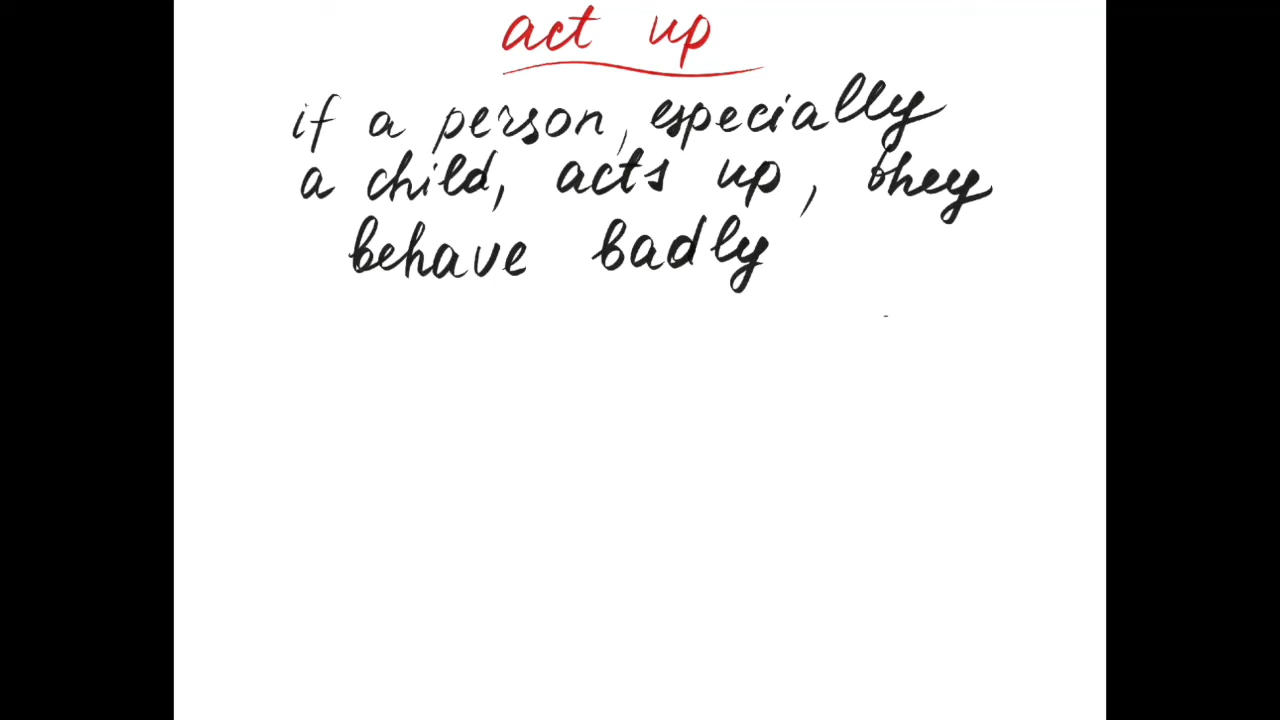 act up
if a person, especially
a child, acts up, they
behave badly